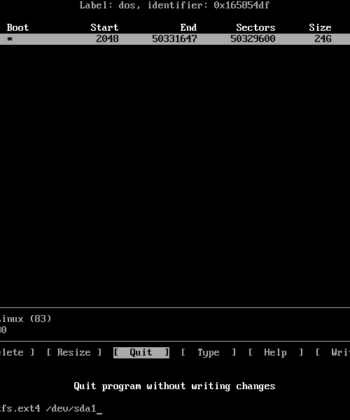 Label: dos, identifier: 0x165854df
Boot Start End Sectors Size
* 2048 50331647 50329600 24G
inux (83)
0
lete ] [ Resize ] [ Quit ] [ Type ] [ Help ] [ Wri
Quit program without writing changes
fs.ext4 /dev/sda1_